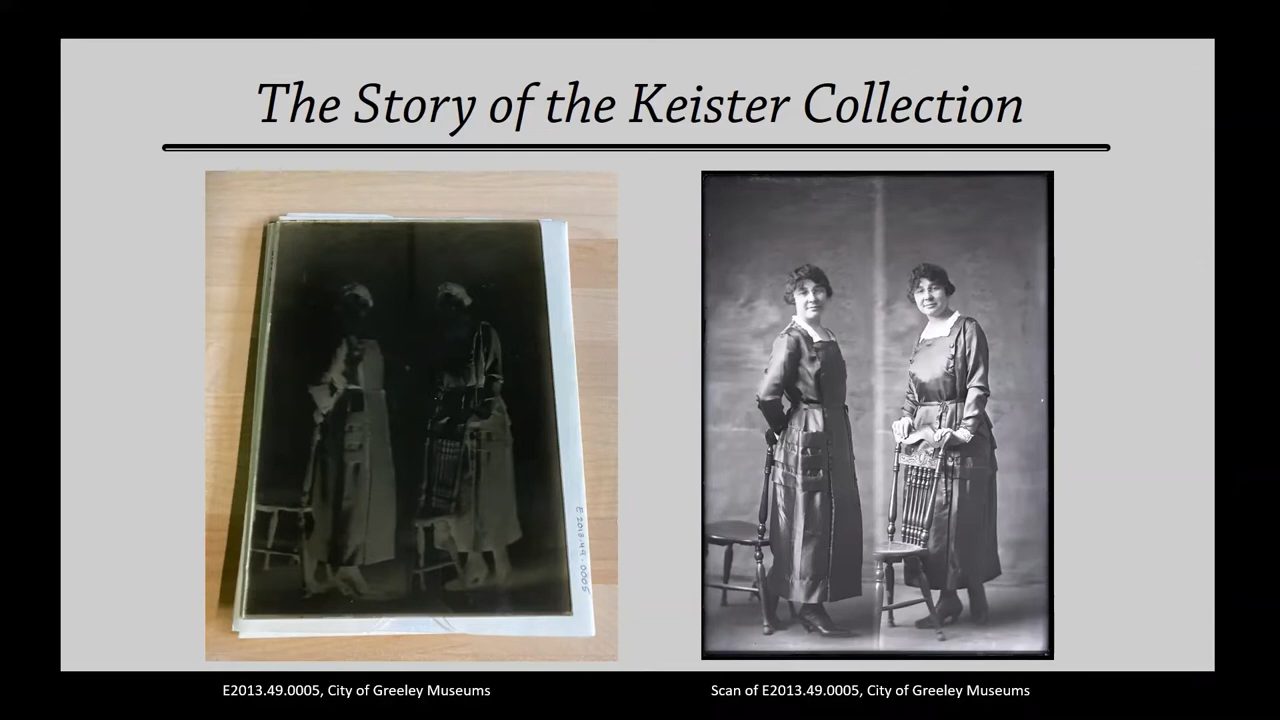 The Story of the Keister Collection
E 2013.49.0005
E2013.49.0005, City of Greeley Museums
Scan of E2013.49.0005, City of Greeley Museums